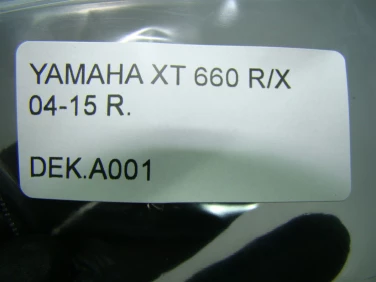 YAMAHA XT 660 R/X
04-15 R.
DEK.A001